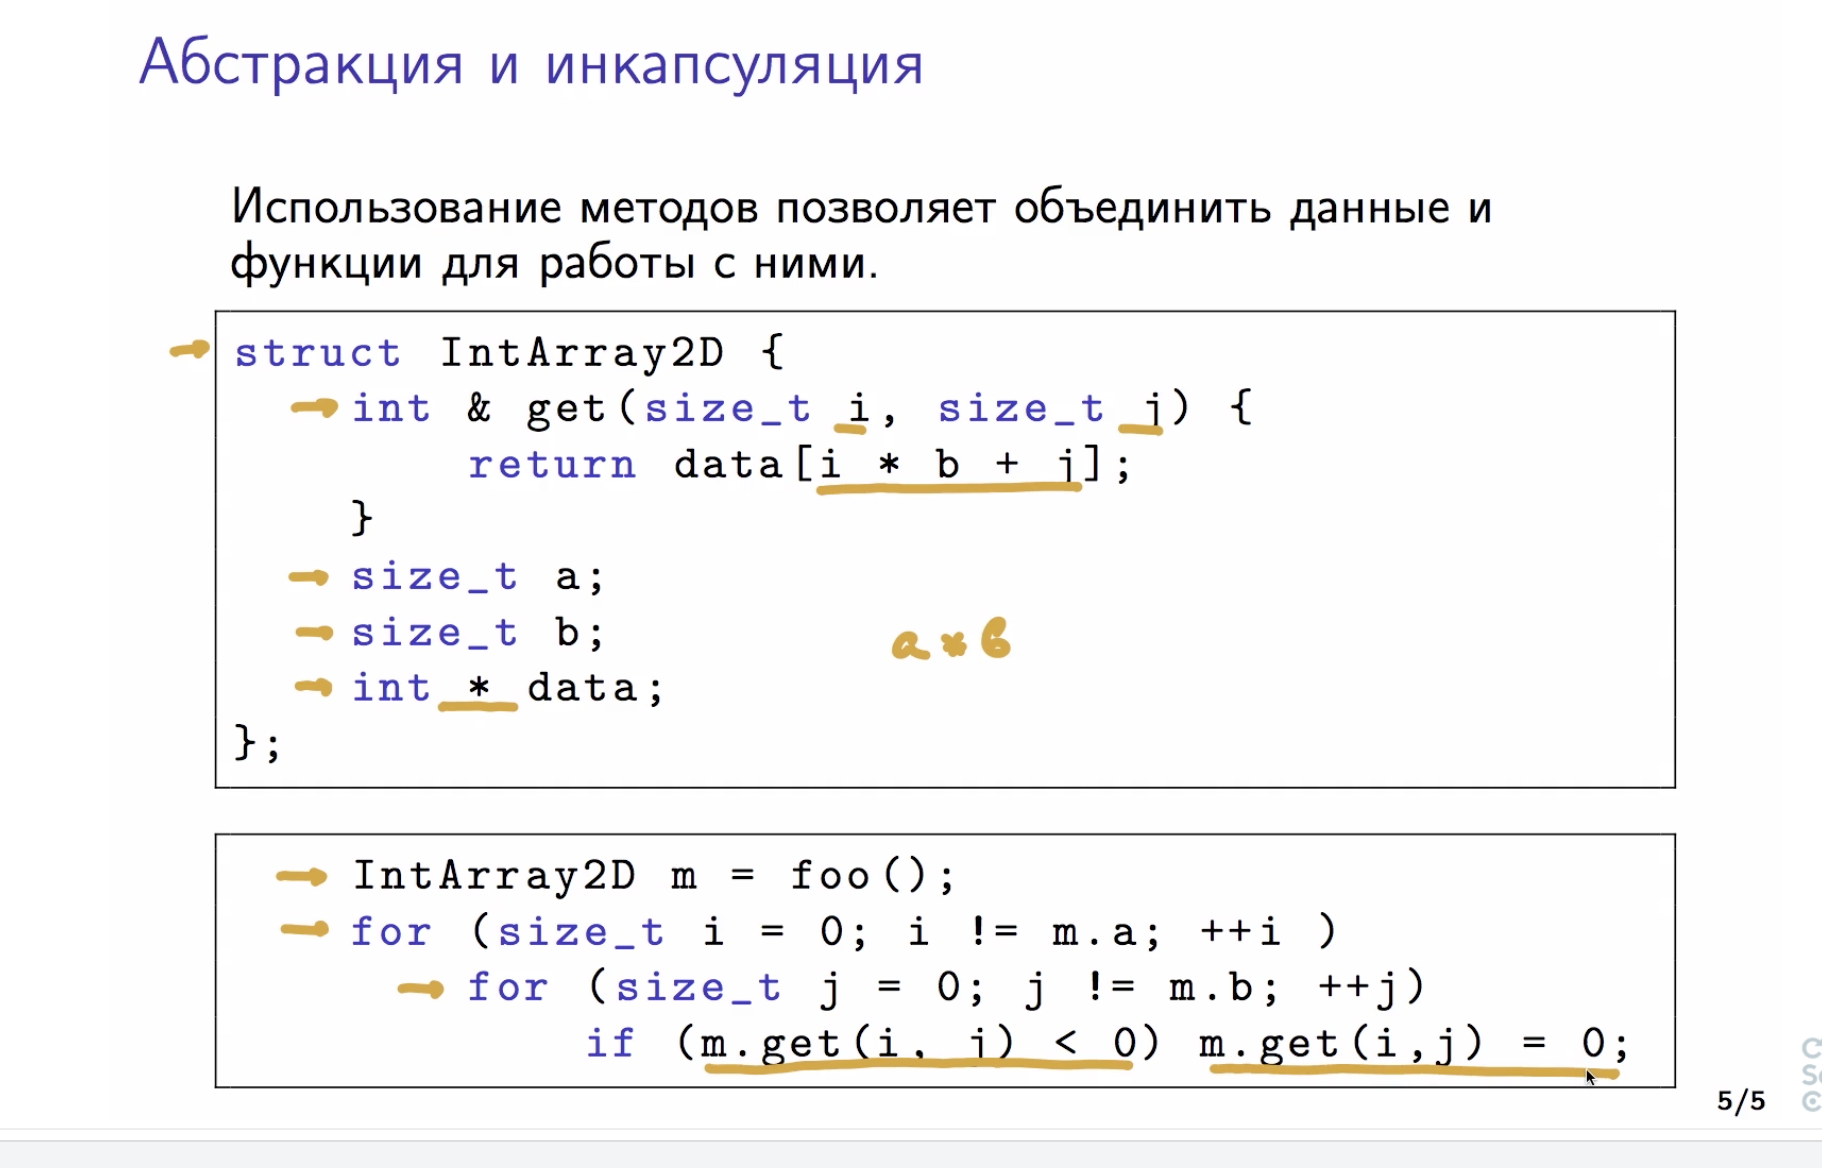 Абстракция и инкапсуляция
Использование методов позволяет объединить данные и
функции для работы с ними.
struct IntArray2D {
int & get(size_t i, size_t j) {
return data[i * b + j];
}
size_t a;
size_t b;
a * b
int * data;
};
IntArray2D m = foo();
for (size_t i = 0; i != m.a; ++i )
for (size_t j = 0; j != m.b; ++j)
if (m.get(i, j) < 0) m.get(i,j) = 0;
5/5